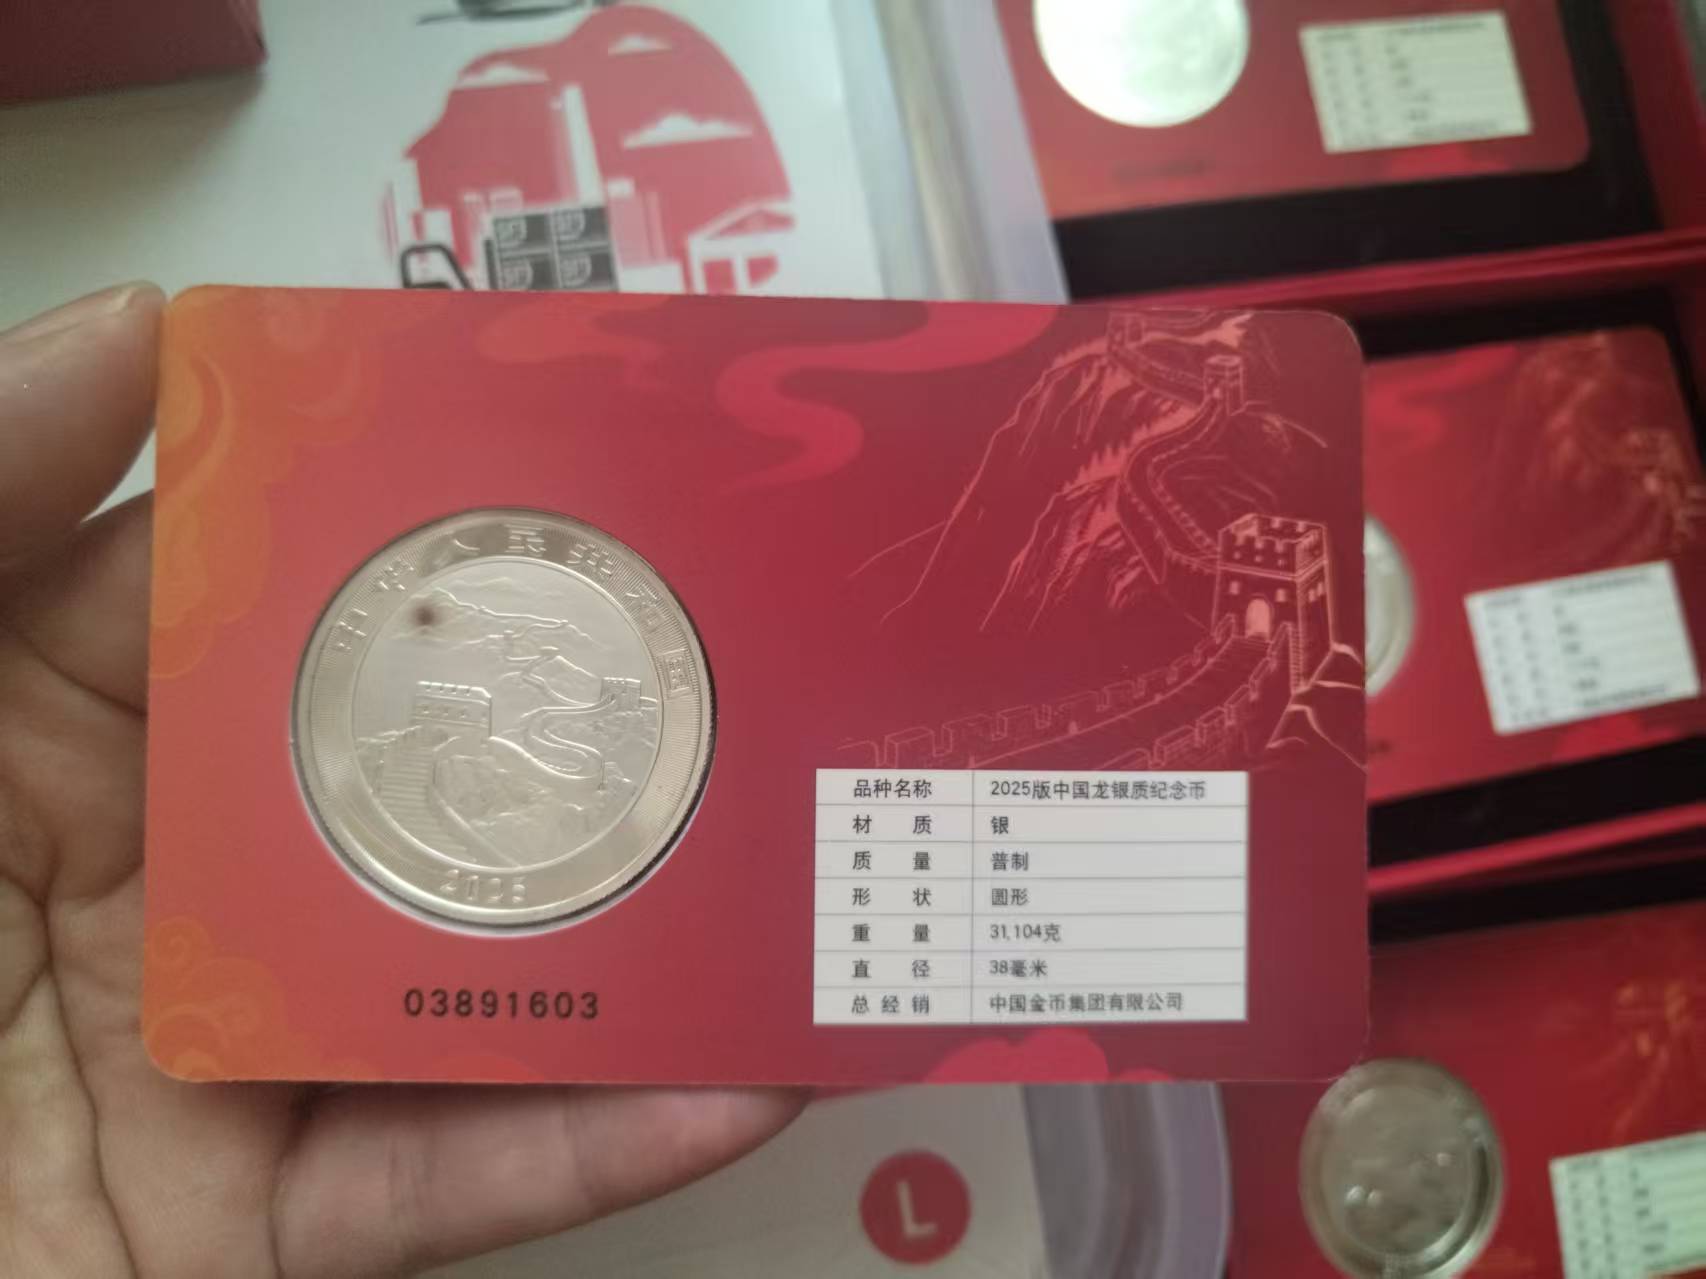 中华人民共和国
2025
03891603
品种名称 2025版中国龙银质纪念币
材 质 银
质 量 普制
形 状 圆形
重 量 31.104克
直 径 38毫米
总经销 中国金币集团有限公司
L